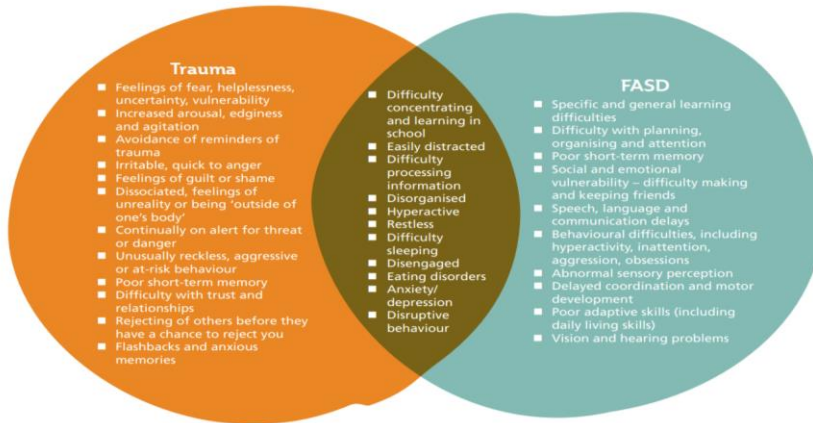 Trauma
■ Feelings of fear, helplessness,
uncertainty, vulnerability
■ Increased arousal, edginess
and agitation
■ Avoidance of reminders of
trauma
■ Irritable, quick to anger
■ Feelings of guilt or shame
■ Dissociated, feelings of
unreality or being ‘outside of
one’s body’
■ Continually on alert for threat
or danger
■ Unusually reckless, aggressive
or at-risk behaviour
■ Poor short-term memory
■ Difficulty with trust and
relationships
■ Rejecting of others before they
have a chance to reject you
■ Flashbacks and anxious
memories
■ Difficulty
concentrating
and learning in
school
■ Easily distracted
■ Difficulty
processing
information
■ Disorganised
■ Hyperactive
■ Restless
■ Difficulty
sleeping
■ Disengaged
■ Eating disorders
■ Anxiety/
depression
■ Disruptive
behaviour
FASD
■ Specific and general learning
difficulties
■ Difficulty with planning,
organising and attention
■ Poor short-term memory
■ Social and emotional
vulnerability – difficulty making
and keeping friends
■ Speech, language and
communication delays
■ Behavioural difficulties, including
hyperactivity, inattention,
aggression, obsessions
■ Abnormal sensory perception
■ Delayed coordination and motor
development
■ Poor adaptive skills (including
daily living skills)
■ Vision and hearing problems